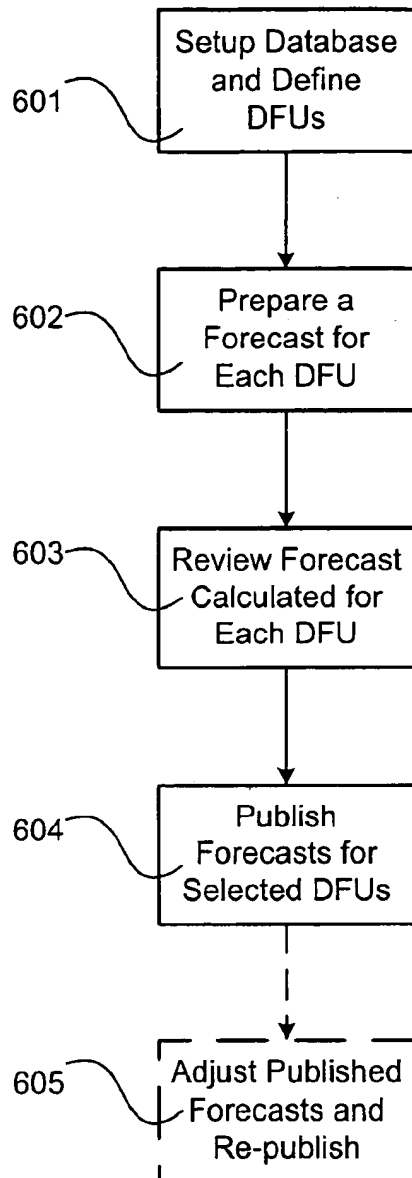 601
Setup Database
and Define
DFUs
602
Prepare a
Forecast for
Each DFU
603
Review Forecast
Calculated for
Each DFU
604
Publish
Forecasts for
Selected DFUs
605
Adjust Published
Forecasts and
Re-publish